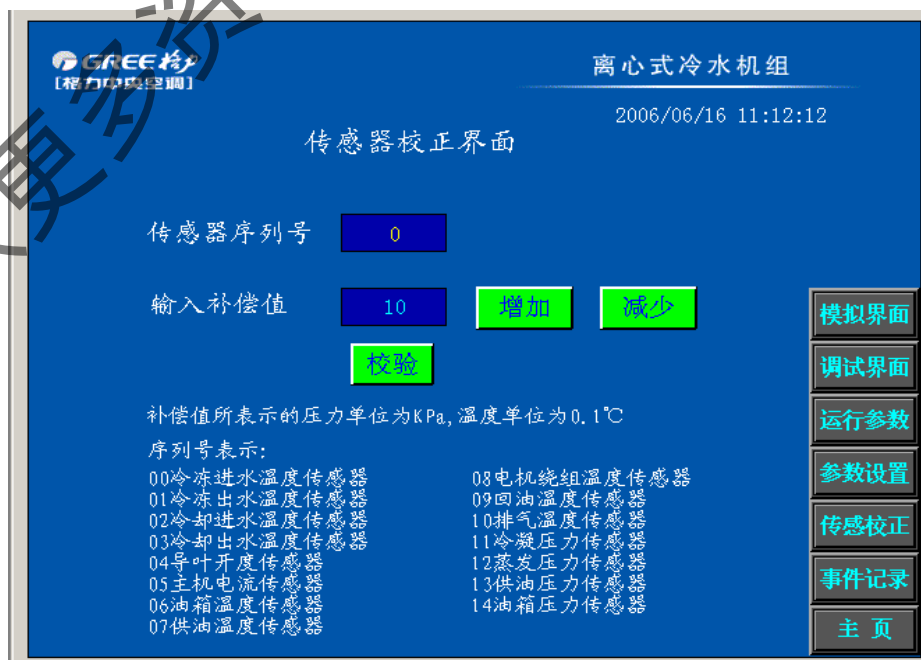 GREE格力
[格力中央空调]
离心式冷水机组
2006/06/16 11:12:12
传感器校正界面
传感器序列号 0
输入补偿值 10 增加 减少
校验
补偿值所表示的压力单位为KPa,温度单位为0.1℃
序列号表示:
00冷冻进水温度传感器
01冷冻出水温度传感器
02冷却进水温度传感器
03冷却出水温度传感器
04导叶开度传感器
05主机电流传感器
06油箱温度传感器
07供油温度传感器
08电机绕组温度传感器
09回油温度传感器
10排气温度传感器
11冷凝压力传感器
12蒸发压力传感器
13供油压力传感器
14油箱压力传感器
模拟界面
调试界面
运行参数
参数设置
传感校正
事件记录
主 页
更多资